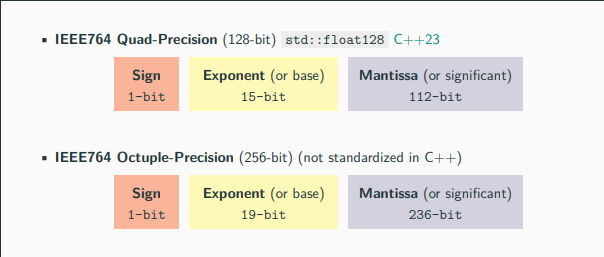 ▪ IEEE764 Quad-Precision (128-bit) std::float128 C++23
Sign Exponent (or base) Mantissa (or significant)
1-bit 15-bit 112-bit
▪ IEEE764 Octuple-Precision (256-bit) (not standardized in C++)
Sign Exponent (or base) Mantissa (or significant)
1-bit 19-bit 236-bit